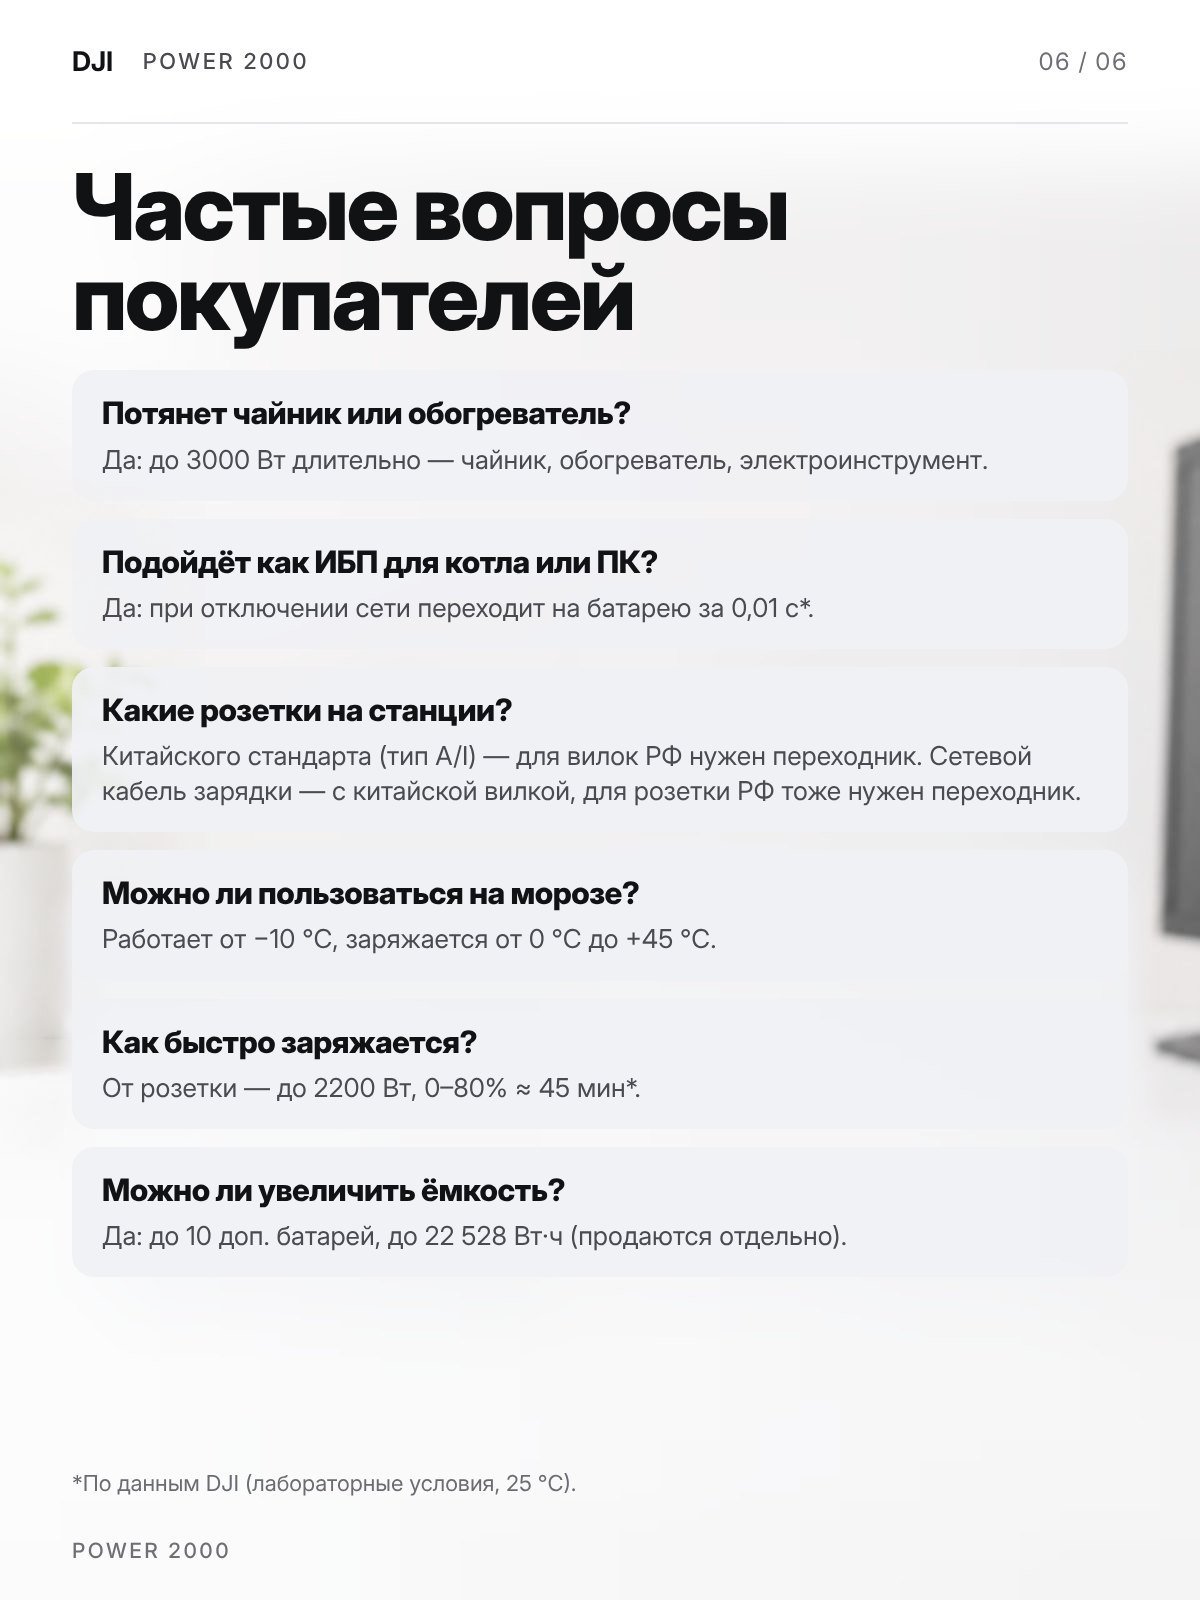 DJI POWER 2000 06 / 06
Частые вопросы
покупателей
Потянет чайник или обогреватель?
Да: до 3000 Вт длительно — чайник, обогреватель, электроинструмент.
Подойдёт как ИБП для котла или ПК?
Да: при отключении сети переходит на батарею за 0,01 с*.
Какие розетки на станции?
Китайского стандарта (тип A/I) — для вилок РФ нужен переходник. Сетевой
кабель зарядки — с китайской вилкой, для розетки РФ тоже нужен переходник.
Можно ли пользоваться на морозе?
Работает от −10 °C, заряжается от 0 °C до +45 °C.
Как быстро заряжается?
От розетки — до 2200 Вт, 0–80% ≈ 45 мин*.
Можно ли увеличить ёмкость?
Да: до 10 доп. батарей, до 22 528 Вт·ч (продаются отдельно).
*По данным DJI (лабораторные условия, 25 °C).
POWER 2000